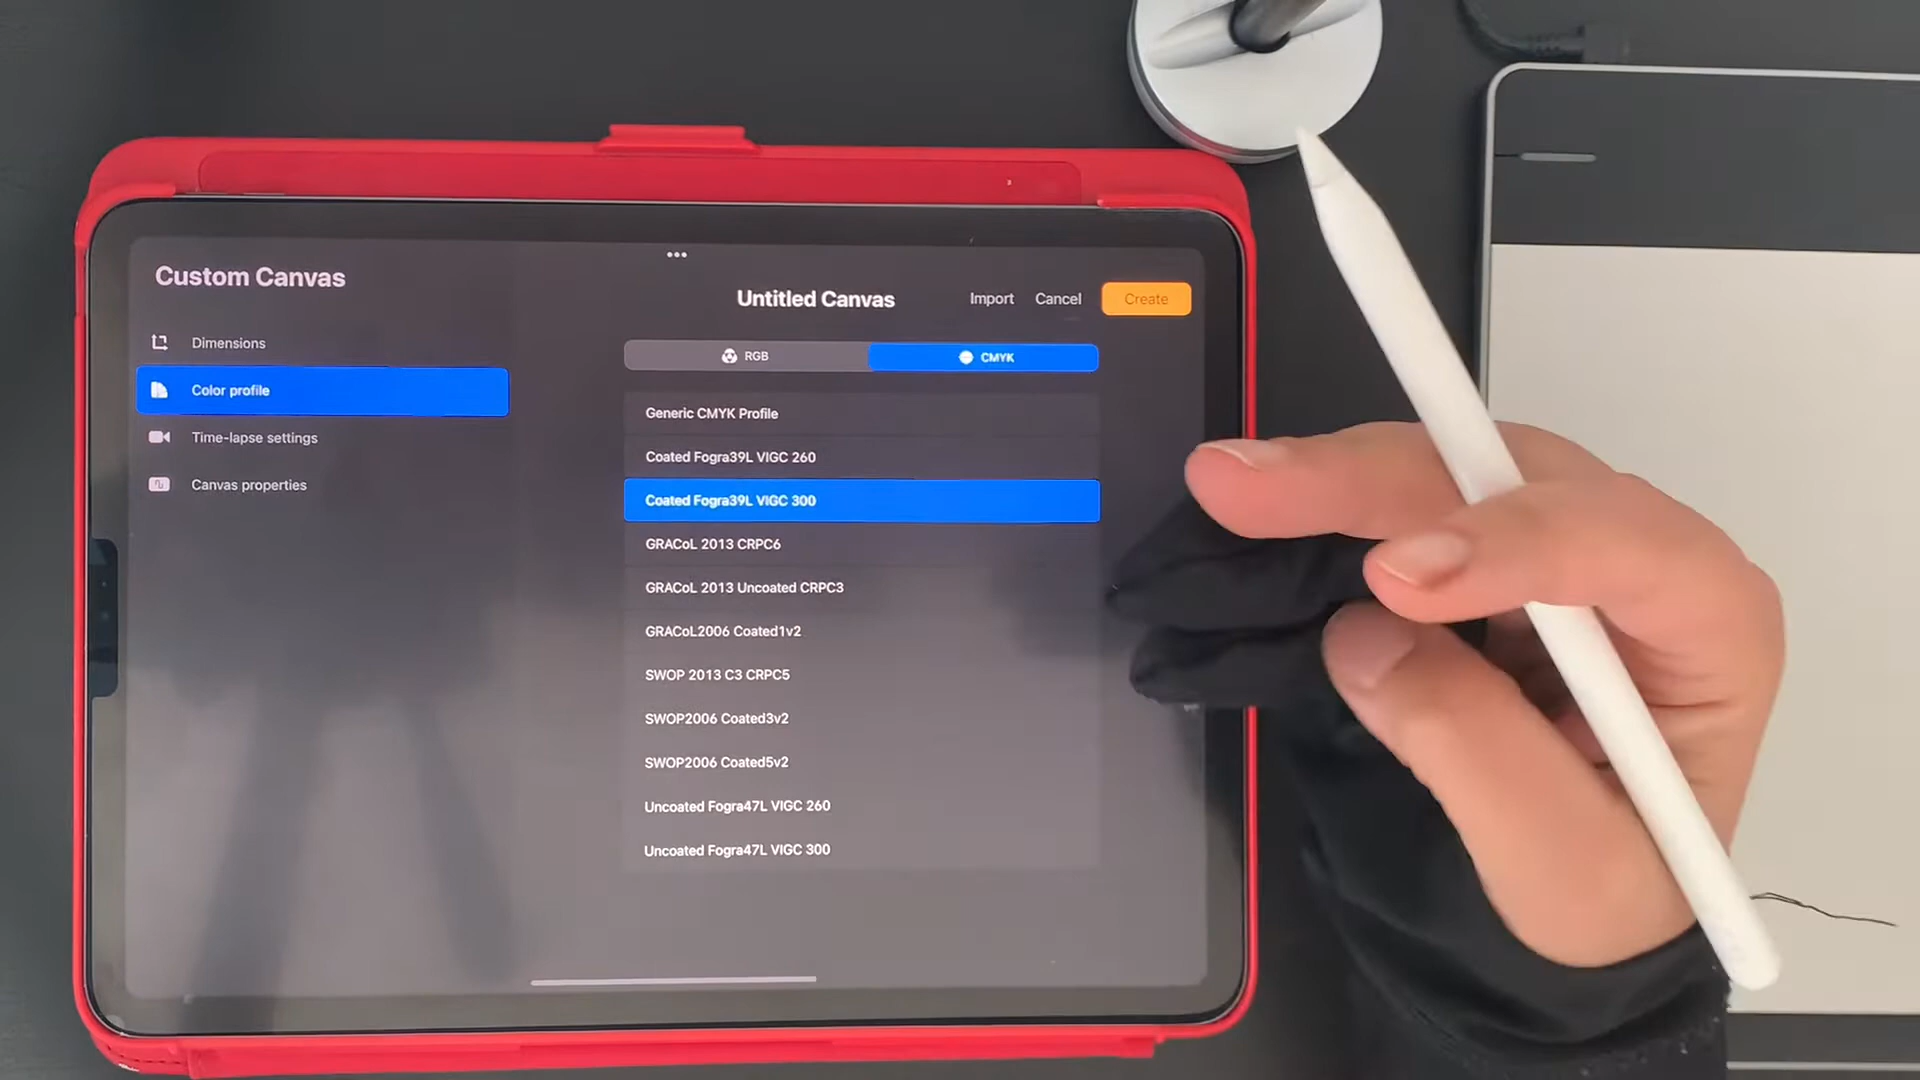 Custom Canvas
Dimensions
Color profile
Time-lapse settings
Canvas properties
Untitled Canvas
Import
Cancel
Create
RGB
CMYK
Generic CMYK Profile
Coated Fogra39L VIGC 260
Coated Fogra39L VIGC 300
GRACoL 2013 CRPC6
GRACoL 2013 Uncoated CRPC3
GRACoL2006 Coated1v2
SWOP 2013 C3 CRPC5
SWOP2006 Coated3v2
SWOP2006 Coated5v2
Uncoated Fogra47L VIGC 260
Uncoated Fogra47L VIGC 300